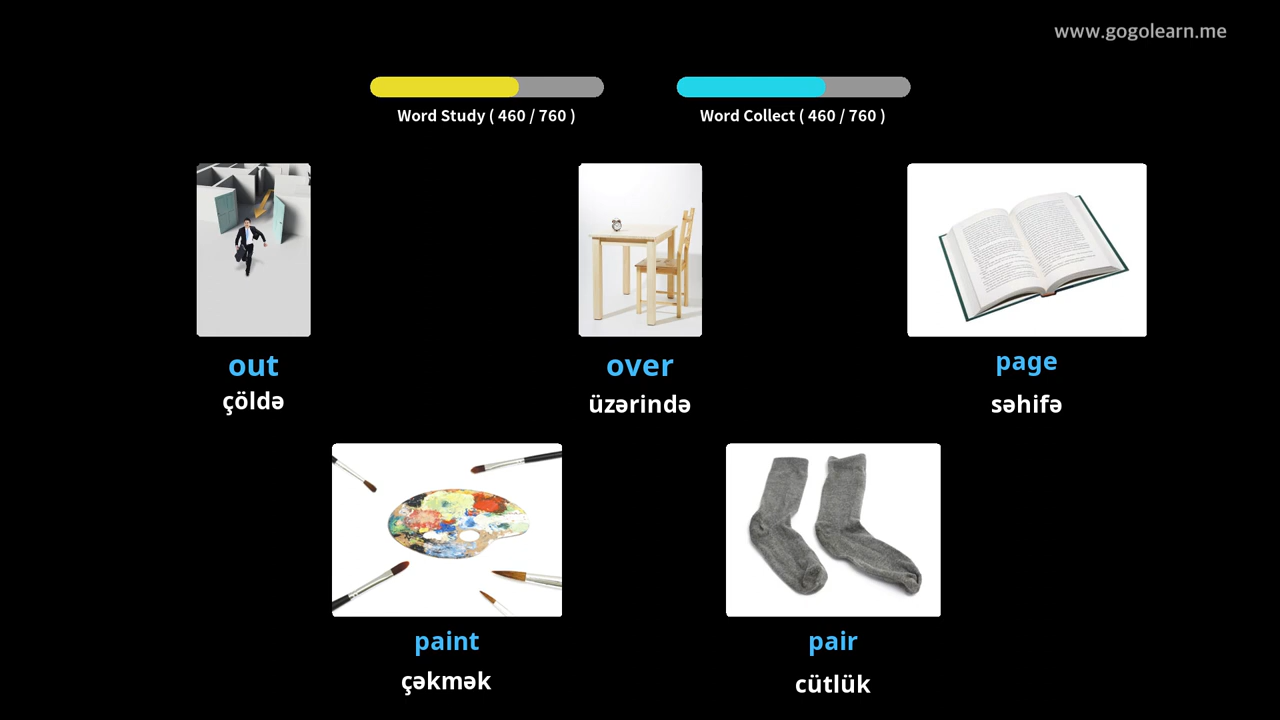 www.gogolearn.me
Word Study ( 460 / 760 )
Word Collect ( 460 / 760 )
out
çöldə
over
üzərində
page
səhifə
paint
çəkmək
pair
cütlük